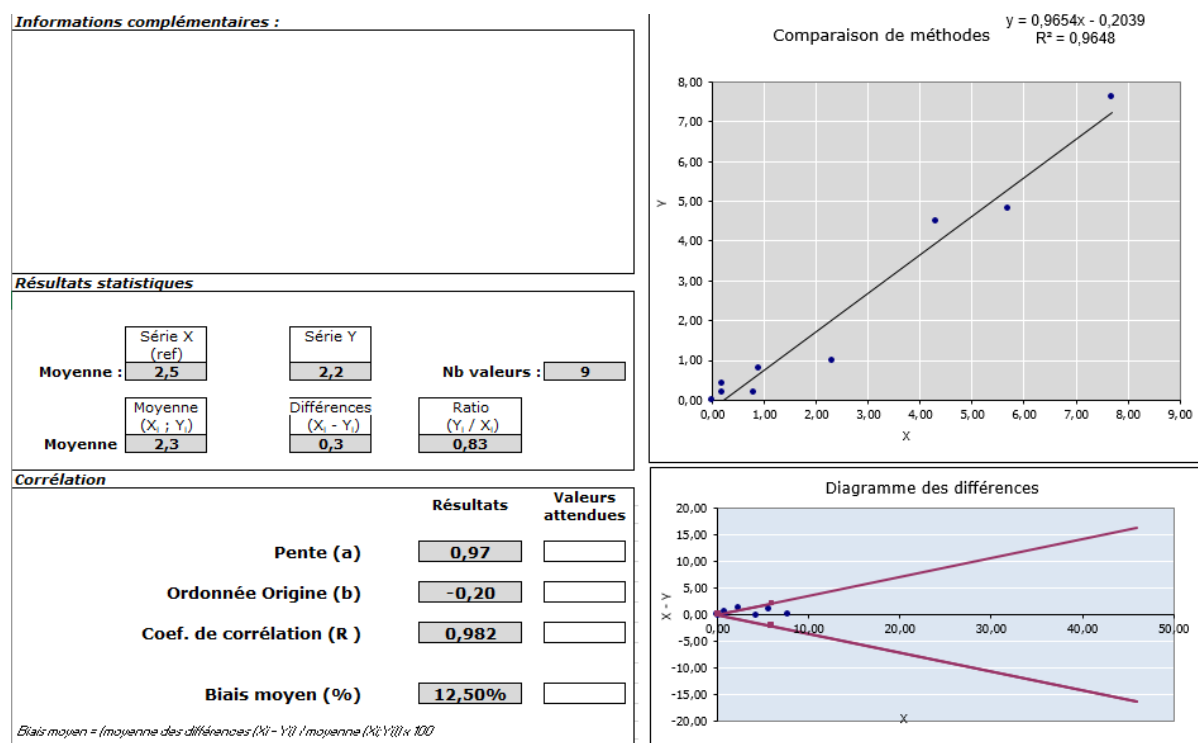 Informations complémentaires :
Résultats statistiques
Série X
(ref)
Série Y
Moyenne : 2,5 2,2 Nb valeurs : 9
Moyenne
(Xi ; Yi)
Différences
(Xi - Yi)
Ratio
(Yi / Xi)
Moyenne 2,3 0,3 0,83
Corrélation
Résultats Valeurs
attendues
Pente (a) 0,97
Ordonnée Origine (b) -0,20
Coef. de corrélation (R ) 0,982
Biais moyen (%) 12,50%
Biais moyen = (moyenne des différences (Xi - Yi) / moyenne (Xi;Yi)) x 100
Comparaison de méthodes
y = 0,9654x - 0,2039
R² = 0,9648
8,00
7,00
6,00
5,00
4,00
3,00
2,00
1,00
0,00
Y
0,00 1,00 2,00 3,00 4,00 5,00 6,00 7,00 8,00 9,00
X
Diagramme des différences
20,00
15,00
10,00
5,00
0,00
-5,00
-10,00
-15,00
-20,00
X - Y
0,00 10,00 20,00 30,00 40,00 50,00
X